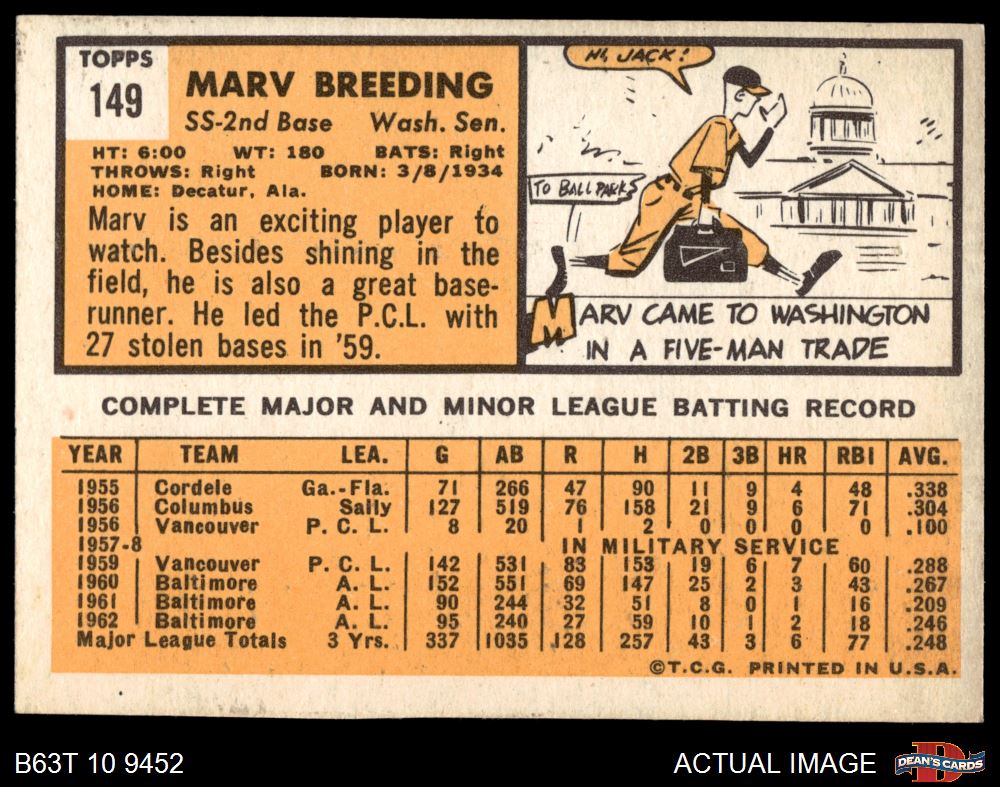 TOPPS
149
MARV BREEDING
SS-2nd Base Wash. Sen.
HT: 6:00 WT: 180 BATS: Right
THROWS: Right BORN: 3/8/1934
HOME: Decatur, Ala.
Marv is an exciting player to
watch. Besides shining in the
field, he is also a great base-
runner. He led the P.C.L. with
27 stolen bases in '59.
HI, JACK!
TO BALL PARKS
MARV CAME TO WASHINGTON
IN A FIVE-MAN TRADE
COMPLETE MAJOR AND MINOR LEAGUE BATTING RECORD
YEAR TEAM LEA. G AB R H 2B 3B HR RBI AVG.
1955 Cordele Ga.-Fla. 71 266 47 90 11 9 4 48 .338
1956 Columbus Sally 127 519 76 158 21 9 6 71 .304
1956 Vancouver P. C. L. 8 20 1 2 0 0 0 0 .100
1957-8 IN MILITARY SERVICE
1959 Vancouver P. C. L. 142 531 83 153 19 6 7 60 .288
1960 Baltimore A. L. 152 551 69 147 25 2 3 43 .267
1961 Baltimore A. L. 90 244 32 51 8 0 1 16 .209
1962 Baltimore A. L. 95 240 27 59 10 1 2 18 .246
Major League Totals 3 Yrs. 337 1035 128 257 43 3 6 77 .248
©T.C.G. PRINTED IN U.S.A.
B63T 10 9452 ACTUAL IMAGE DEAN'S CARDS